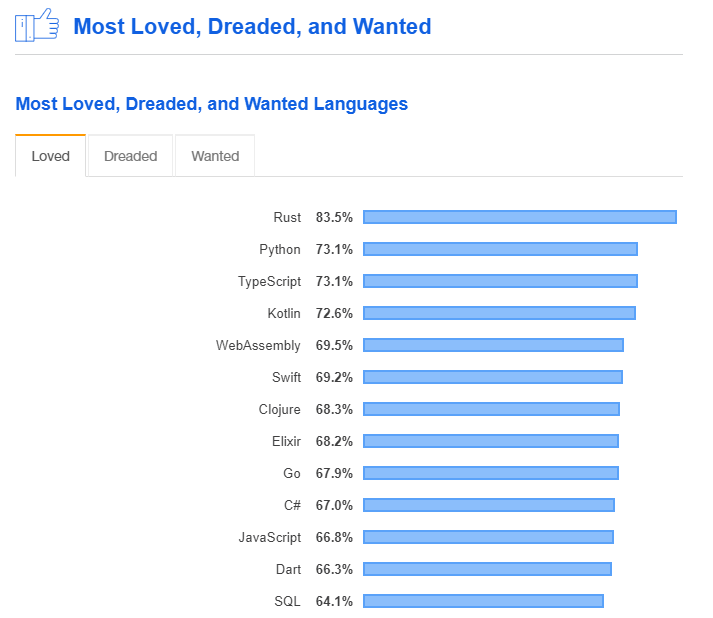 Most Loved, Dreaded, and Wanted
Most Loved, Dreaded, and Wanted Languages
Loved Dreaded Wanted
Rust 83.5%
Python 73.1%
TypeScript 73.1%
Kotlin 72.6%
WebAssembly 69.5%
Swift 69.2%
Clojure 68.3%
Elixir 68.2%
Go 67.9%
C# 67.0%
JavaScript 66.8%
Dart 66.3%
SQL 64.1%